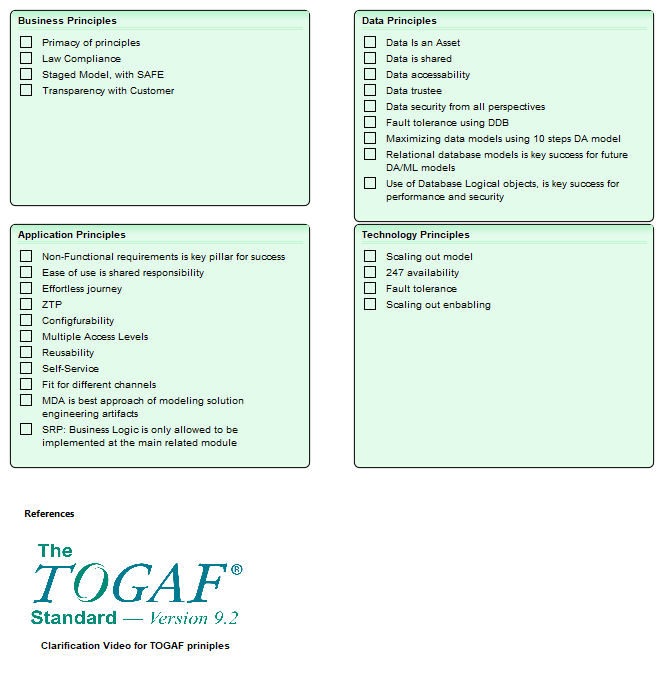 Business Principles
Primacy of principles
Law Compliance
Staged Model, with SAFE
Transparency with Customer
Data Principles
Data Is an Asset
Data is shared
Data accessability
Data trustee
Data security from all perspectives
Fault tolerance using DDB
Maximizing data models using 10 steps DA model
Relational database models is key success for future
DA/ML models
Use of Database Logical objects, is key success for
performance and security
Application Principles
Non-Functional requirements is key pillar for success
Ease of use is shared responsibility
Effortless journey
ZTP
Configfurability
Multiple Access Levels
Reusability
Self-Service
Fit for different channels
MDA is best approach of modeling solution
engineering artifacts
SRP: Business Logic is only allowed to be
implemented at the main related module
Technology Principles
Scaling out model
247 availability
Fault tolerance
Scaling out enbabling
References
The
TOGAF®
Standard — Version 9.2
Clarification Video for TOGAF priniples